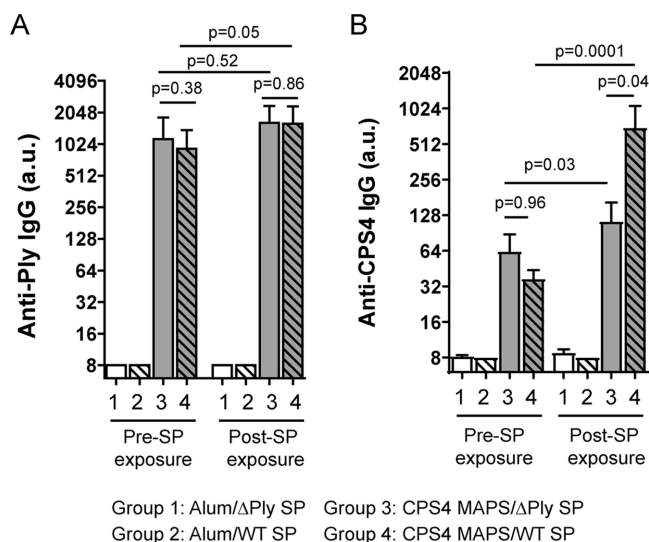 A
p=0.05
p=0.52
p=0.38
p=0.86
Anti-Ply IgG (a.u.)
4096
2048
1024
512
256
128
64
32
16
8
1 2 3 4 1 2 3 4
Pre-SP exposure
Post-SP exposure
B
p=0.0001
p=0.04
p=0.03
p=0.96
Anti-CPS4 IgG (a.u.)
2048
1024
512
256
128
64
32
16
8
1 2 3 4 1 2 3 4
Pre-SP exposure
Post-SP exposure
Group 1: Alum/ΔPly SP Group 3: CPS4 MAPS/ΔPly SP
Group 2: Alum/WT SP Group 4: CPS4 MAPS/WT SP